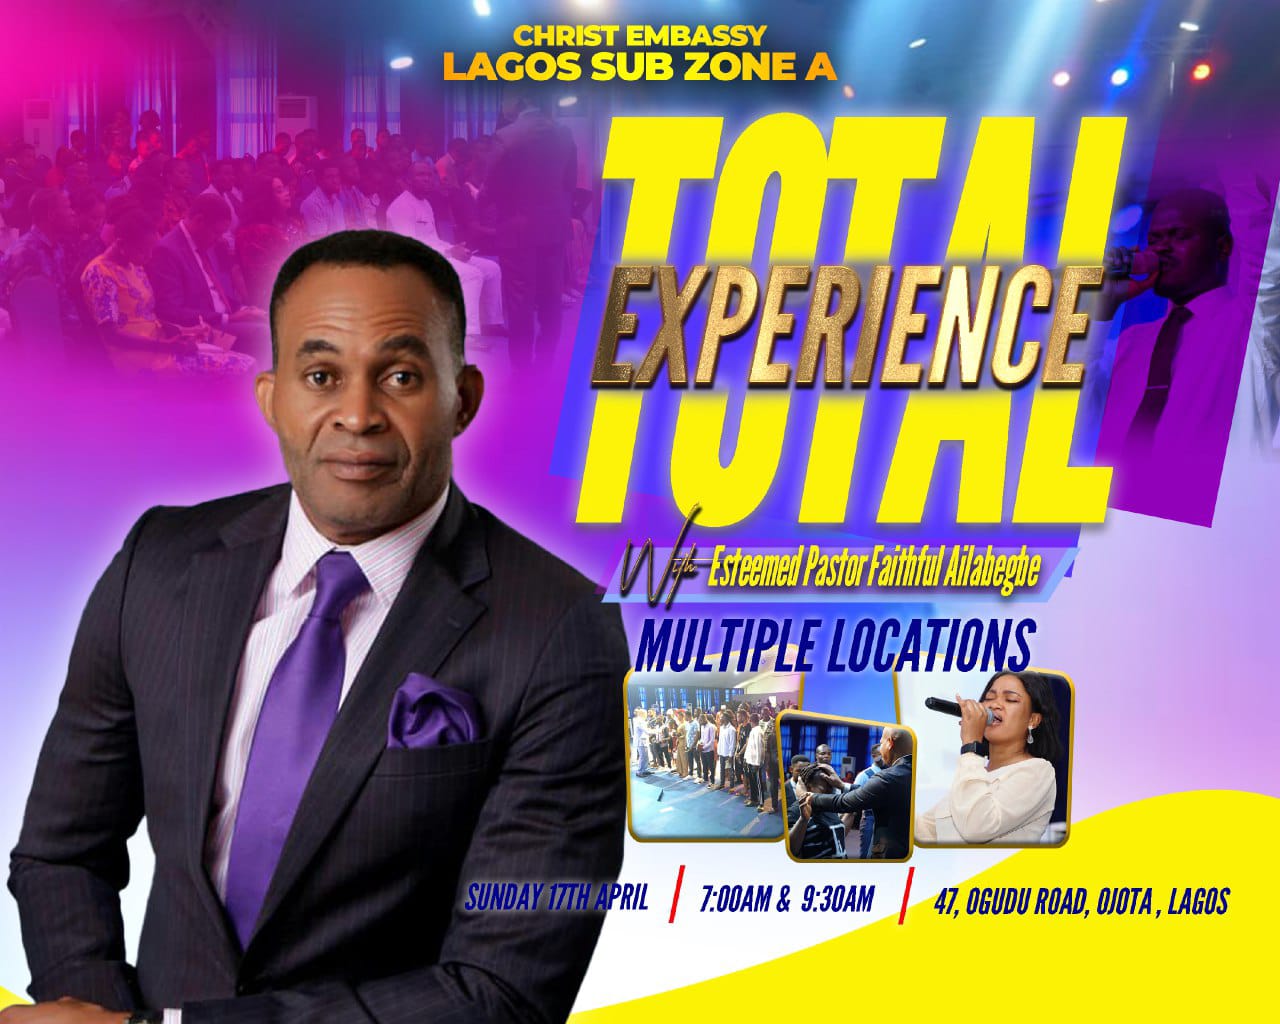 CHRIST EMBASSY
LAGOS SUB ZONE A
TOTAL
EXPERIENCE
TOTAL
With Esteemed Pastor Faithful Ailabegbe
MULTIPLE LOCATIONS
SUNDAY 17TH APRIL / 7:00AM & 9:30AM / 47, OGUDU ROAD, OJOTA , LAGOS